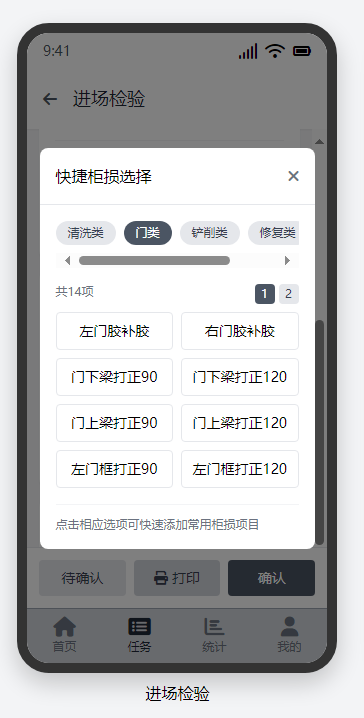 9:41
进场检验
快捷柜损选择
清洗类 门类 铲削类 修复类
共14项 1 2
左门胶补胶 右门胶补胶
门下梁打正90 门下梁打正120
门上梁打正90 门上梁打正120
左门框打正90 左门框打正120
点击相应选项可快速添加常用柜损项目
待确认 打印 确认
首页 任务 统计 我的
进场检验